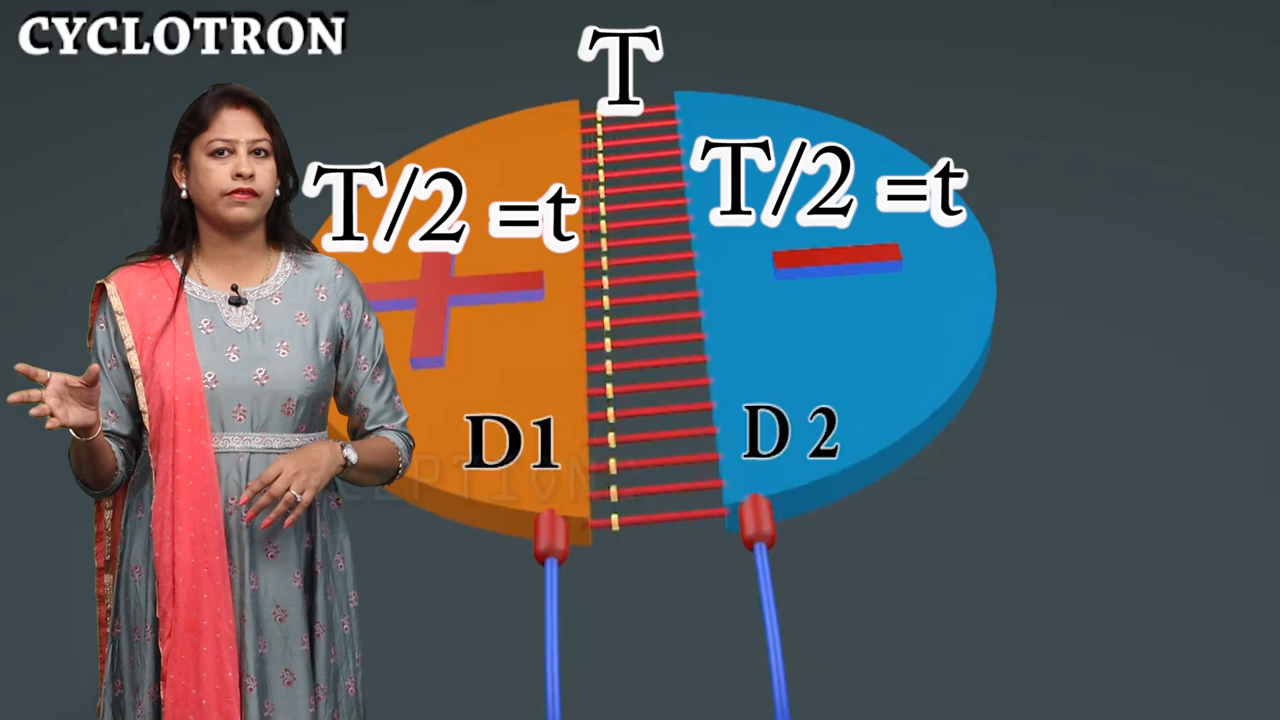 CYCLOTRON
T
T/2 =t
T/2 =t
D1
D 2